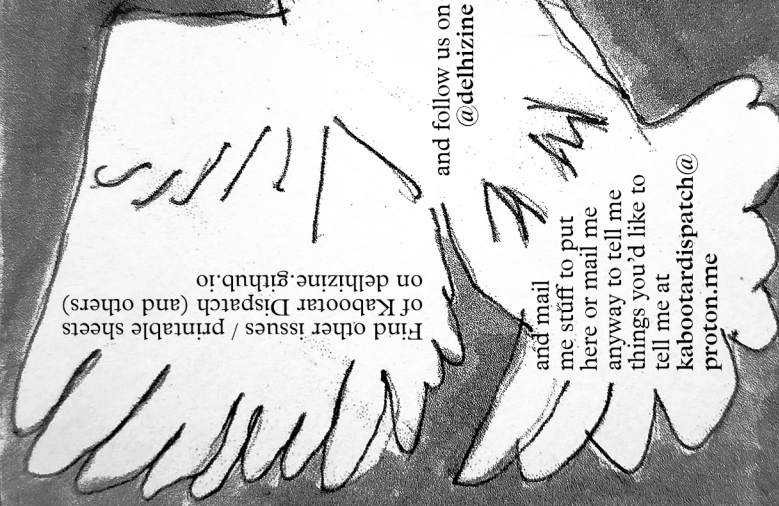 Find other issues / printable sheets
of Kabootar Dispatch (and others)
on delhizine.github.io
and follow us on
@delhizine
and mail
me stuff to put
here or mail me
anyway to tell me
things you'd like to
tell me at
kabootardispatch@
proton.me